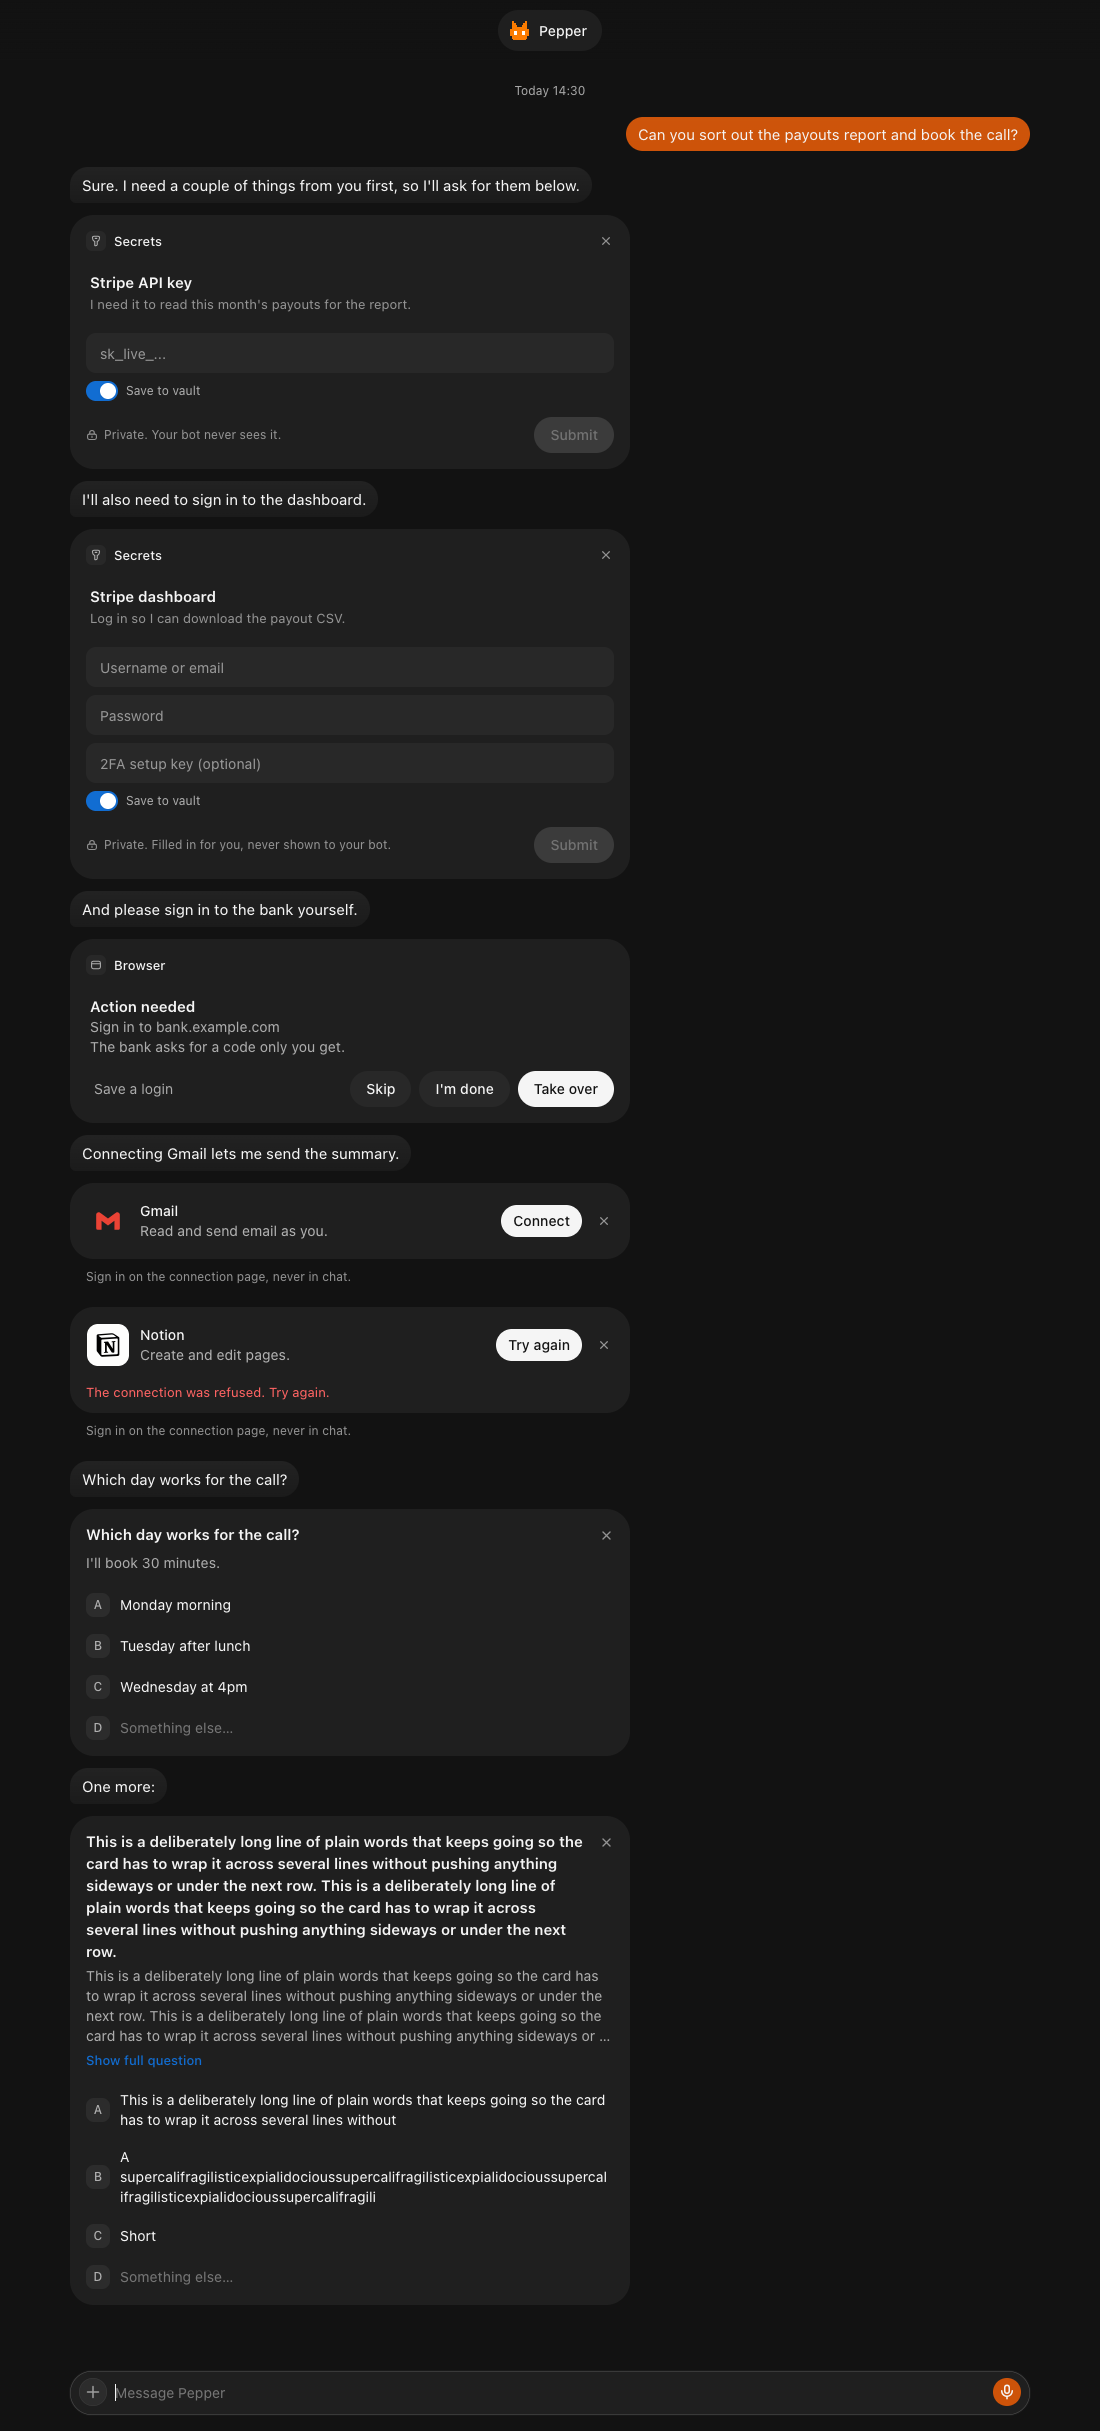 Pepper
Today 14:30
Can you sort out the payouts report and book the call?
Sure. I need a couple of things from you first, so I'll ask for them below.
Secrets
Stripe API key
I need it to read this month's payouts for the report.
sk_live_...
Save to vault
Private. Your bot never sees it.
Submit
I'll also need to sign in to the dashboard.
Secrets
Stripe dashboard
Log in so I can download the payout CSV.
Username or email
Password
2FA setup key (optional)
Save to vault
Private. Filled in for you, never shown to your bot.
Submit
And please sign in to the bank yourself.
Browser
Action needed
Sign in to bank.example.com
The bank asks for a code only you get.
Save a login
Skip
I'm done
Take over
Connecting Gmail lets me send the summary.
Gmail
Read and send email as you.
Connect
Sign in on the connection page, never in chat.
Notion
Create and edit pages.
Try again
The connection was refused. Try again.
Sign in on the connection page, never in chat.
Which day works for the call?
Which day works for the call?
I'll book 30 minutes.
A Monday morning
B Tuesday after lunch
C Wednesday at 4pm
D Something else...
One more:
This is a deliberately long line of plain words that keeps going so the
card has to wrap it across several lines without pushing anything
sideways or under the next row. This is a deliberately long line of
plain words that keeps going so the card has to wrap it across
several lines without pushing anything sideways or under the next
row.
This is a deliberately long line of plain words that keeps going so the card has
to wrap it across several lines without pushing anything sideways or under the
next row. This is a deliberately long line of plain words that keeps going so the
card has to wrap it across several lines without pushing anything sideways or ...
Show full question
A This is a deliberately long line of plain words that keeps going so the card
has to wrap it across several lines without
B A
supercalifragilisticexpialidocioussupercalifragilisticexpialidocioussupercal
ifragilisticexpialidocioussupercalifragili
C Short
D Something else...
Message Pepper